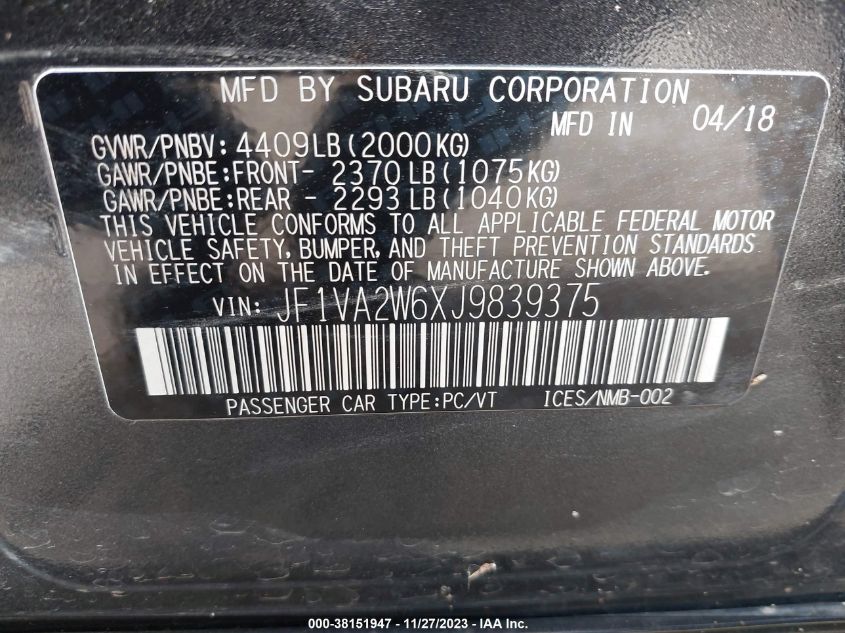 MFD BY SUBARU CORPORATION
MFD IN 04/18
GVWR/PNBV: 4409LB(2000KG)
GAWR/PNBE:FRONT- 2370LB(1075KG)
GAWR/PNBE:REAR - 2293LB(1040KG)
THIS VEHICLE CONFORMS TO ALL APPLICABLE FEDERAL MOTOR
VEHICLE SAFETY, BUMPER, AND THEFT PREVENTION STANDARDS
IN EFFECT ON THE DATE OF MANUFACTURE SHOWN ABOVE.
VIN: JF1VA2W6XJ9839375
PASSENGER CAR TYPE:PC/VT ICES/NMB-002
000-38151947 - 11/27/2023 - IAA Inc.